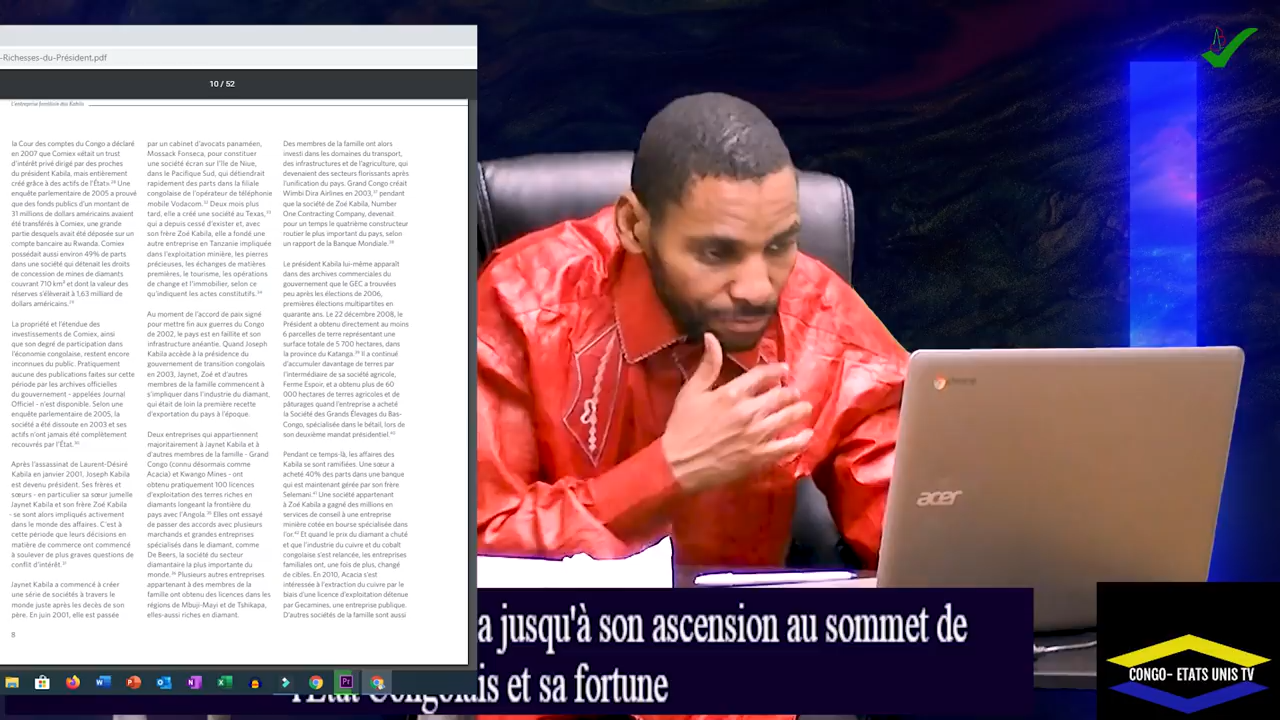 -Richesses-du-Président.pdf
10 / 52
L'entreprise familiale des Kabila
la Cour des comptes du Congo a déclaré
en 2007 que Comiex «était un trust
d'intérêt privé dirigé par des proches
du président Kabila, mais entièrement
créé grâce à des actifs de l'État».²⁸ Une
enquête parlementaire de 2005 a prouvé
que des fonds publics d'un montant de
31 millions de dollars américains avaient
été transférés à Comiex, une grande
partie desquels avait été déposée sur un
compte bancaire au Rwanda. Comiex
possédait aussi environ 49% de parts
dans une société qui détenait les droits
de concession de mines de diamants
couvrant 710 km² et dont la valeur des
réserves s'élèverait à 1,63 milliard de
dollars américains.²⁹
La propriété et l'étendue des
investissements de Comiex, ainsi
que son degré de participation dans
l'économie congolaise, restent encore
inconnues du public. Pratiquement
aucune des publications faites sur cette
période par les archives officielles
du gouvernement - appelées Journal
Officiel - n'est disponible. Selon une
enquête parlementaire de 2005, la
société a été dissoute en 2003 et ses
actifs n'ont jamais été complètement
recouvrés par l'État.³⁰
Après l'assassinat de Laurent-Désiré
Kabila en janvier 2001, Joseph Kabila
est devenu président. Ses frères et
sœurs - en particulier sa sœur jumelle
Jaynet Kabila et son frère Zoé Kabila
- se sont alors impliqués activement
dans le monde des affaires. C'est à
cette période que leurs décisions en
matière de commerce ont commencé
à soulever de plus graves questions de
conflit d'intérêt.³¹
Jaynet Kabila a commencé à créer
une série de sociétés à travers le
monde juste après les décès de son
père. En juin 2001, elle est passée
8
par un cabinet d'avocats panaméen,
Mossack Fonseca, pour constituer
une société écran sur l'île de Niue,
dans le Pacifique Sud, qui détiendrait
rapidement des parts dans la filiale
congolaise de l'opérateur de téléphonie
mobile Vodacom.³² Deux mois plus
tard, elle a créé une société au Texas,³³
qui a depuis cessé d'exister et, avec
son frère Zoé Kabila, elle a fondé une
autre entreprise en Tanzanie impliquée
dans l'exploitation minière, les pierres
précieuses, les échanges de matières
premières, le tourisme, les opérations
de change et l'immobilier, selon ce
qu'indiquent les actes constitutifs.³⁴
Au moment de l'accord de paix signé
pour mettre fin aux guerres du Congo
de 2002, le pays est en faillite et son
infrastructure anéantie. Quand Joseph
Kabila accède à la présidence du
gouvernement de transition congolais
en 2003, Jaynet, Zoé et d'autres
membres de la famille commencent à
s'impliquer dans l'industrie du diamant,
qui était de loin la première recette
d'exportation du pays à l'époque.
Deux entreprises qui appartiennent
majoritairement à Jaynet Kabila et à
d'autres membres de la famille - Grand
Congo (connu désormais comme
Acacia) et Kwango Mines - ont
obtenu pratiquement 100 licences
d'exploitation des terres riches en
diamants longeant la frontière du
pays avec l'Angola.³⁵ Elles ont essayé
de passer des accords avec plusieurs
marchands et grandes entreprises
spécialisés dans le diamant, comme
De Beers, la société du secteur
diamantaire la plus importante du
monde.³⁶ Plusieurs autres entreprises
appartenant à des membres de la
famille ont obtenu des licences dans les
régions de Mbuji-Mayi et de Tshikapa,
elles-aussi riches en diamant.
Des membres de la famille ont alors
investi dans les domaines du transport,
des infrastructures et de l'agriculture, qui
devenaient des secteurs florissants après
l'unification du pays. Grand Congo créait
Wimbi Dira Airlines en 2003,³⁷ pendant
que la société de Zoé Kabila, Number
One Contracting Company, devenait
pour un temps le quatrième constructeur
routier le plus important du pays, selon
un rapport de la Banque Mondiale.³⁸
Le président Kabila lui-même apparaît
dans des archives commerciales du
gouvernement que le GEC a trouvées
peu après les élections de 2006,
premières élections multipartites en
quarante ans. Le 22 décembre 2008, le
Président a obtenu directement au moins
6 parcelles de terre représentant une
surface totale de 5 700 hectares, dans
la province du Katanga.³⁹ Il a continué
d'accumuler davantage de terres par
l'intermédiaire de sa société agricole,
Ferme Espoir, et a obtenu plus de 60
000 hectares de terres agricoles et de
pâturages quand l'entreprise a acheté
la Société des Grands Élevages du Bas-
Congo, spécialisée dans le bétail, lors de
son deuxième mandat présidentiel.⁴⁰
Pendant ce temps-là, les affaires des
Kabila se sont ramifiées. Une sœur a
acheté 40% des parts dans une banque
qui est maintenant gérée par son frère
Selemani.⁴¹ Une société appartenant
à Zoé Kabila a gagné des millions en
services de conseil à une entreprise
minière cotée en bourse spécialisée dans
l'or.⁴² Et quand le prix du diamant a chuté
et que l'industrie du cuivre et du cobalt
congolaise s'est relancée, les entreprises
familiales ont, une fois de plus, changé
de cibles. En 2010, Acacia s'est
intéressée à l'extraction du cuivre par le
biais d'une licence d'exploitation détenue
par Gecamines, une entreprise publique.
D'autres sociétés de la famille sont aussi
chrome
acer
a jusqu'à son ascension au sommet de
l'Etat Congolais et sa fortune
CONGO- ETATS UNIS TV